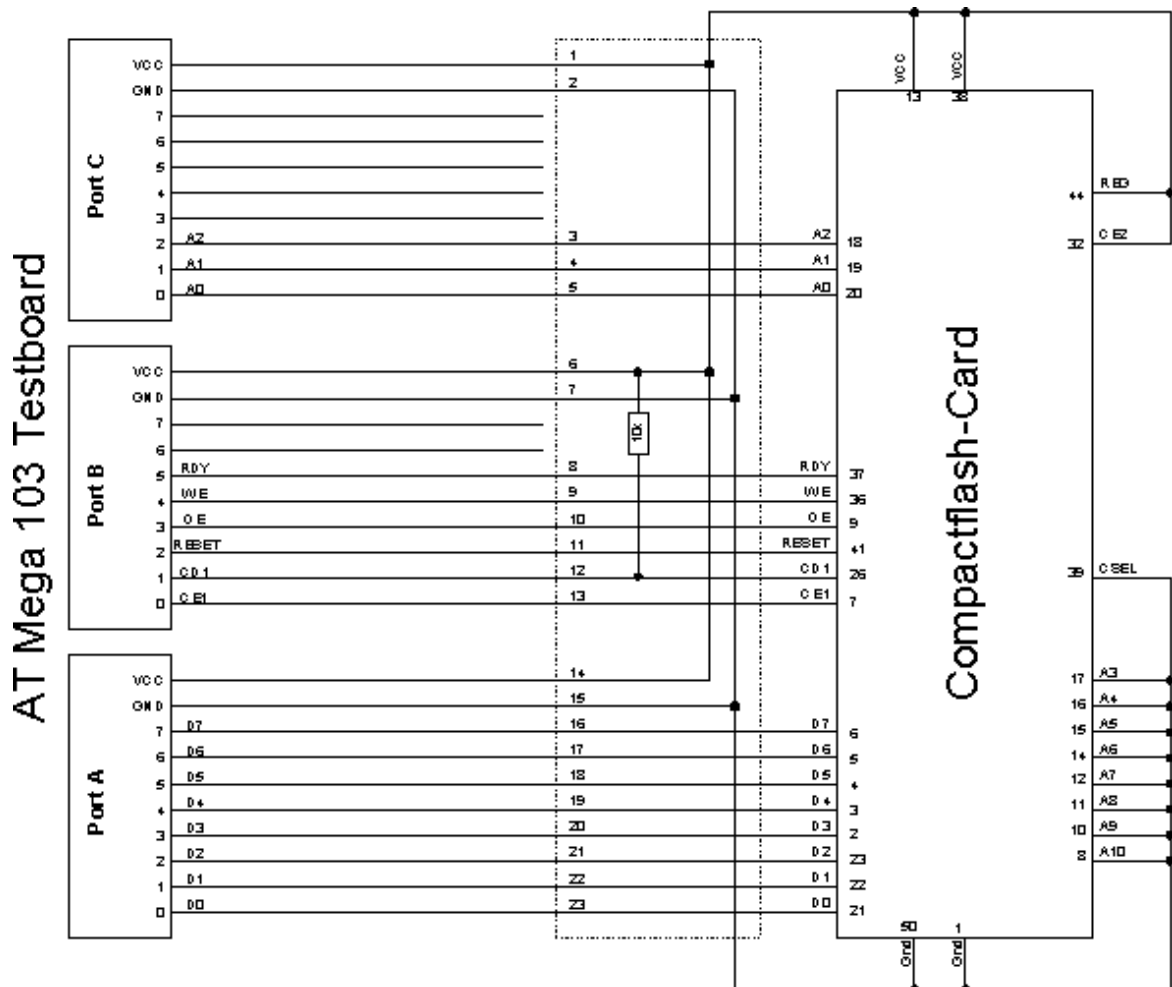 AT Mega 103 Testboard
Port C
VCC
GND
7
6
5
4
3
2 A2
1 A1
0 A0
Port B
VCC
GND
7
6
5 RDY
4 WE
3 OE
2 RESET
1 CD1
0 CE1
Port A
VCC
GND
7 D7
6 D6
5 D5
4 D4
3 D3
2 D2
1 D1
0 D0
1
2
3
4
5
6
7
10k
8
9
10
11
12
13
14
15
16
17
18
19
20
21
22
23
Compactflash-Card
VCC
13
VCC
38
A2 18
A1 19
A0 20
RDY 37
WE 36
OE 9
RESET 41
CD1 26
CE1 7
D7 6
D6 5
D5 4
D4 3
D3 2
D2 23
D1 22
D0 21
44 REG
32 CE2
39 CSEL
17 A3
16 A4
15 A5
14 A6
12 A7
11 A8
10 A9
8 A10
50
Gnd
1
Gnd